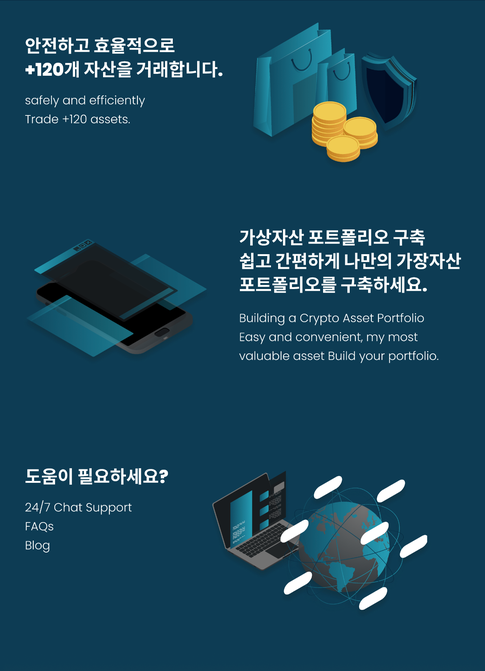 안전하고 효율적으로
+120개 자산을 거래합니다.
safely and efficiently
Trade +120 assets.
가상자산 포트폴리오 구축
쉽고 간편하게 나만의 가장자산
포트폴리오를 구축하세요.
Building a Crypto Asset Portfolio
Easy and convenient, my most
valuable asset Build your portfolio.
도움이 필요하세요?
24/7 Chat Support
FAQs
Blog